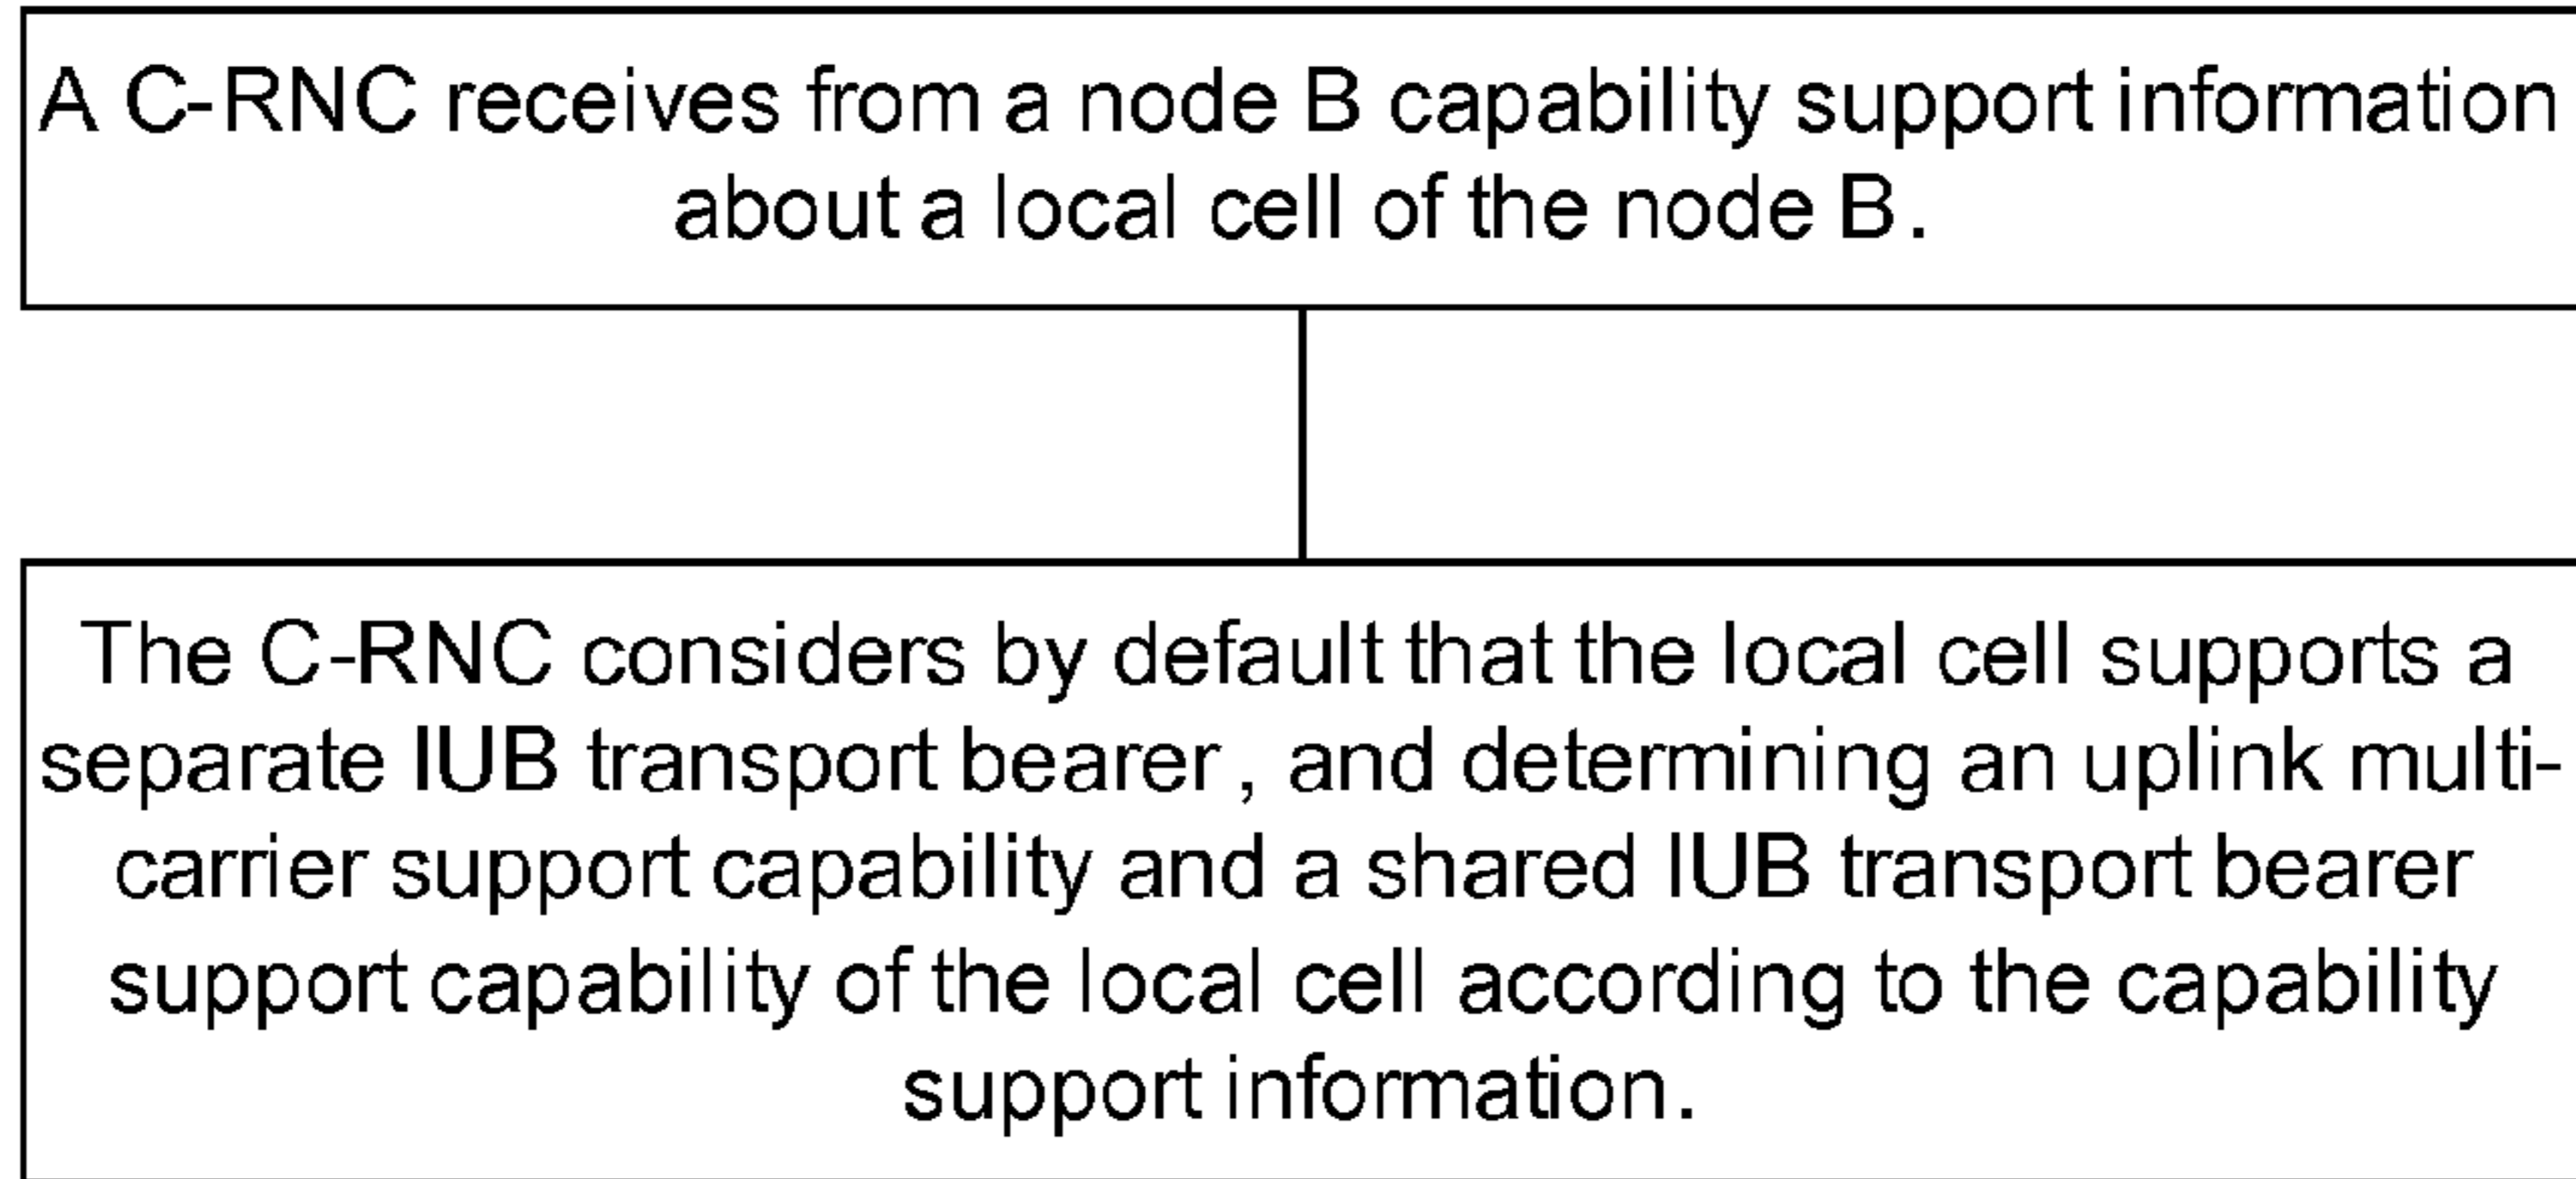 A C-RNC receives from a node B capability support information
about a local cell of the node B.
The C-RNC considers by default that the local cell supports a
separate IUB transport bearer, and determining an uplink multi-
carrier support capability and a shared IUB transport bearer
support capability of the local cell according to the capability
support information.